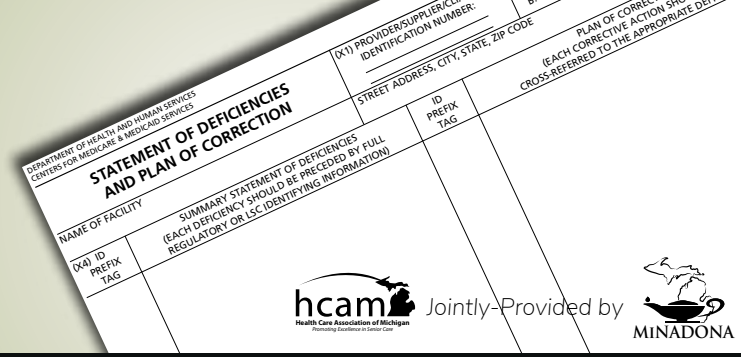 DEPARTMENT OF HEALTH AND HUMAN SERVICES
CENTERS FOR MEDICARE & MEDICAID SERVICES
STATEMENT OF DEFICIENCIES
AND PLAN OF CORRECTION
(X1) PROVIDER/SUPPLIER/
IDENTIFICATION NUMBER:
NAME OF FACILITY
STREET ADDRESS, CITY, STATE, ZIP CODE
(X4) ID
PREFIX
TAG
SUMMARY STATEMENT OF DEFICIENCIES
(EACH DEFICIENCY SHOULD BE PRECEDED BY FULL
REGULATORY OR LSC IDENTIFYING INFORMATION)
ID
PREFIX
TAG
PLAN OF
(EACH CORRECTIVE ACTION
CROSS-REFERRED TO THE APPROPRIATE
hcam
Health Care Association of Michigan
Promoting Excellence in Senior Care
Jointly-Provided by
MINADONA